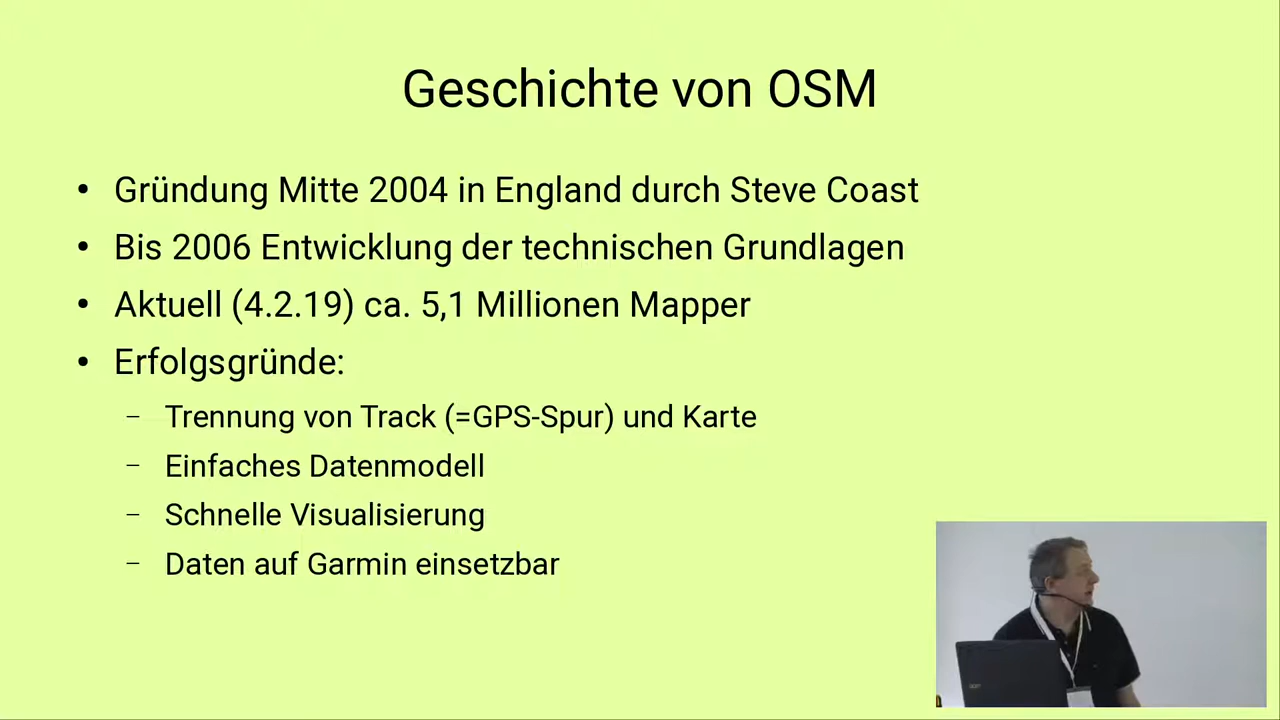 Geschichte von OSM
• Gründung Mitte 2004 in England durch Steve Coast
• Bis 2006 Entwicklung der technischen Grundlagen
• Aktuell (4.2.19) ca. 5,1 Millionen Mapper
• Erfolgsgründe:
– Trennung von Track (=GPS-Spur) und Karte
– Einfaches Datenmodell
– Schnelle Visualisierung
– Daten auf Garmin einsetzbar